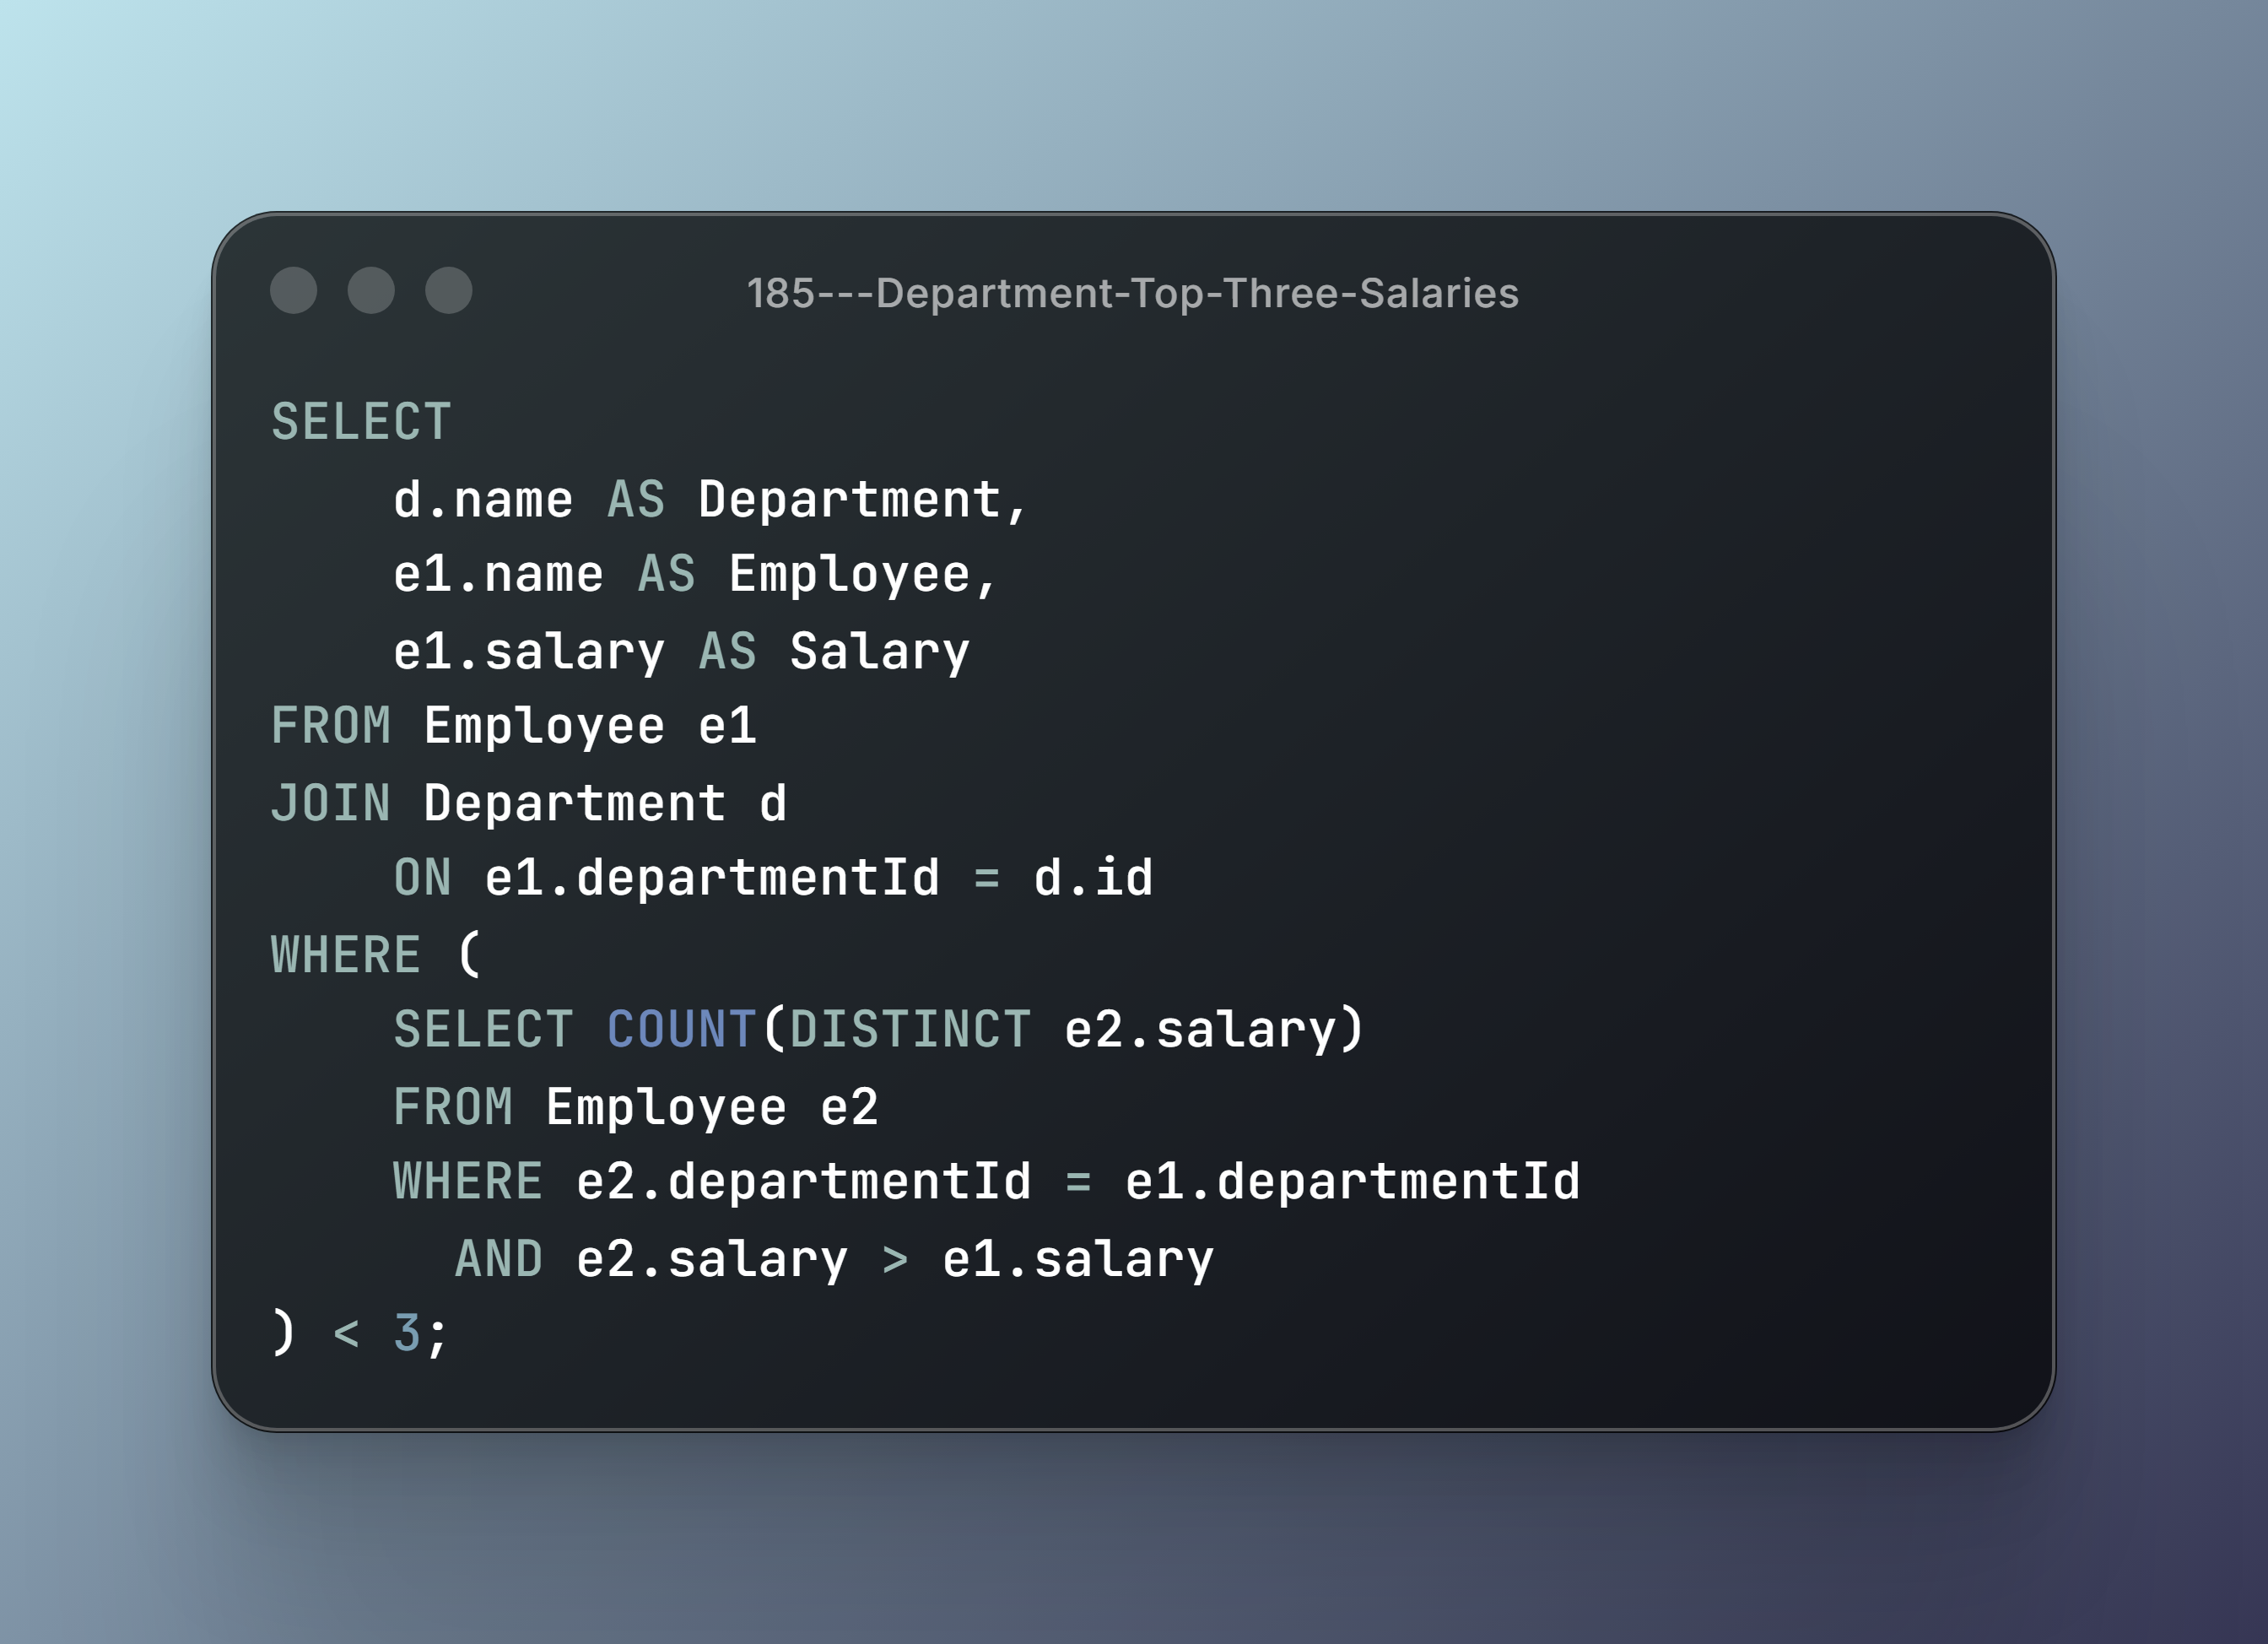 185---Department-Top-Three-Salaries
SELECT
    d.name AS Department,
    e1.name AS Employee,
    e1.salary AS Salary
FROM Employee e1
JOIN Department d
    ON e1.departmentId = d.id
WHERE (
    SELECT COUNT(DISTINCT e2.salary)
    FROM Employee e2
    WHERE e2.departmentId = e1.departmentId
      AND e2.salary > e1.salary
) < 3;